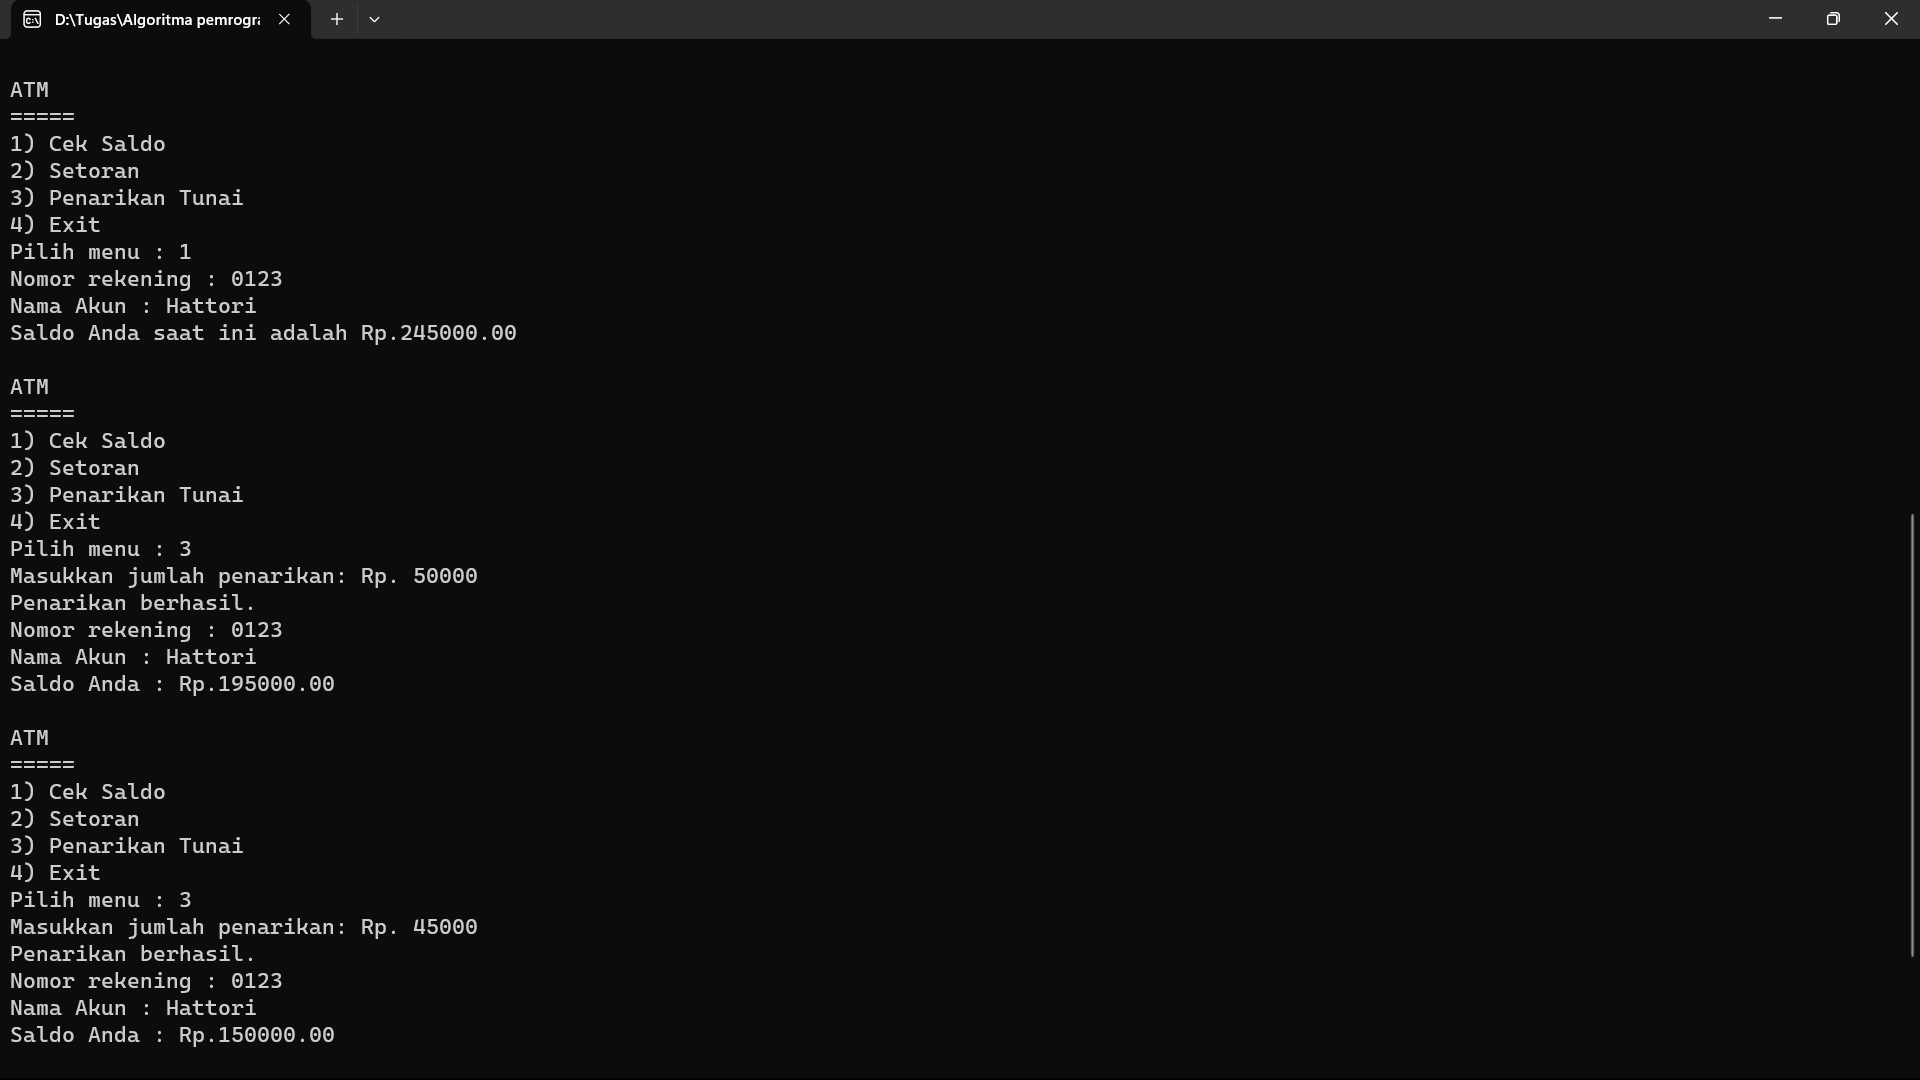 D:\Tugas\Algoritma pemrogra
ATM
=====
1) Cek Saldo
2) Setoran
3) Penarikan Tunai
4) Exit
Pilih menu : 1
Nomor rekening : 0123
Nama Akun : Hattori
Saldo Anda saat ini adalah Rp.245000.00
ATM
=====
1) Cek Saldo
2) Setoran
3) Penarikan Tunai
4) Exit
Pilih menu : 3
Masukkan jumlah penarikan: Rp. 50000
Penarikan berhasil.
Nomor rekening : 0123
Nama Akun : Hattori
Saldo Anda : Rp.195000.00
ATM
=====
1) Cek Saldo
2) Setoran
3) Penarikan Tunai
4) Exit
Pilih menu : 3
Masukkan jumlah penarikan: Rp. 45000
Penarikan berhasil.
Nomor rekening : 0123
Nama Akun : Hattori
Saldo Anda : Rp.150000.00